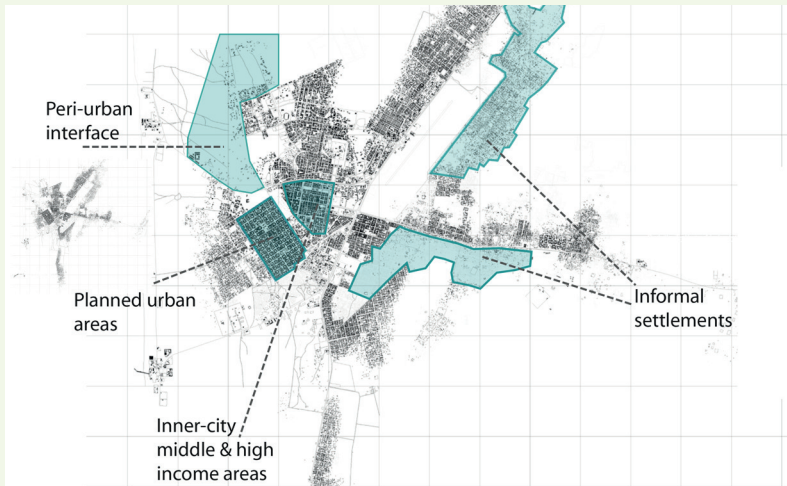 Peri-urban
interface
Planned urban
areas
Informal
settlements
Inner-city
middle & high
income areas